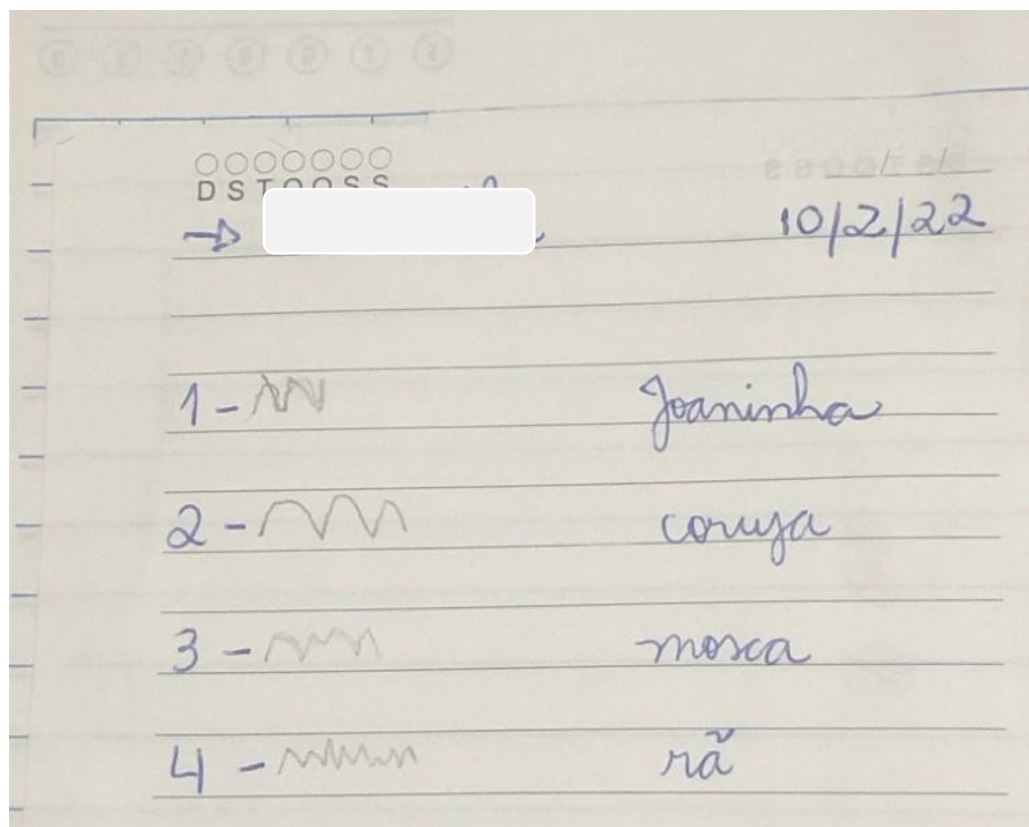 D S T Q Q S S
→ 10/2/22
1 - Joaninha
2 - coruja
3 - mosca
4 - rã